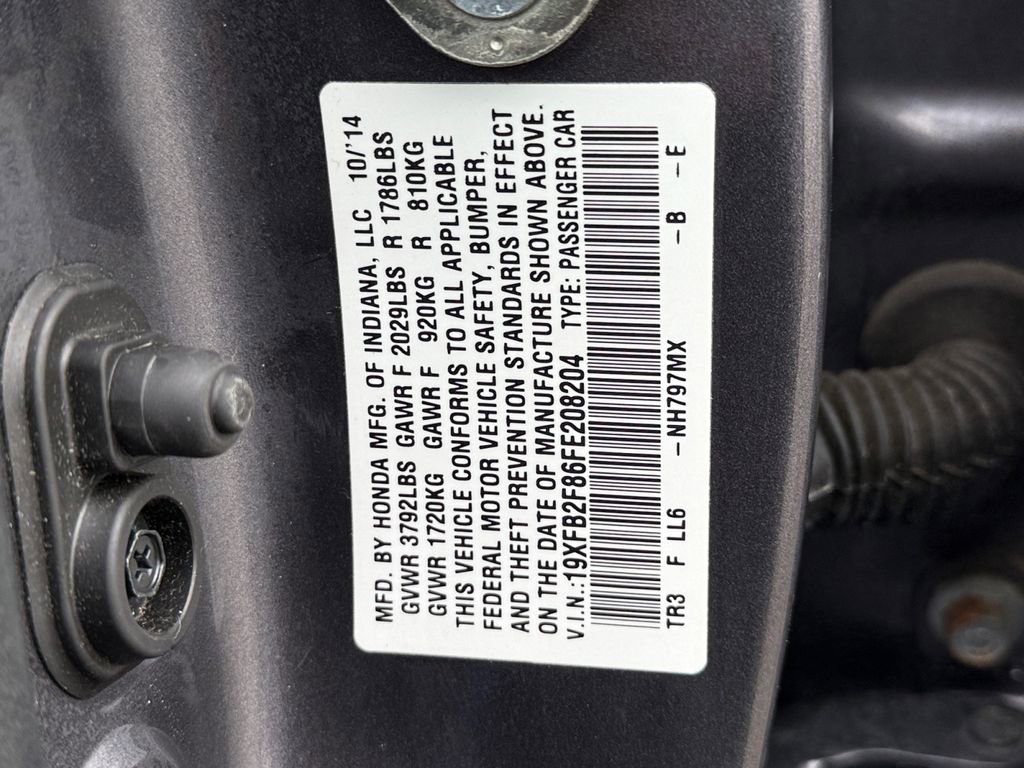 MFD. BY HONDA MFG. OF INDIANA, LLC 10/'14
GVWR 3792LBS GAWR F 2029LBS R 1786LBS
GVWR 1720KG GAWR F 920KG R 810KG
THIS VEHICLE CONFORMS TO ALL APPLICABLE
FEDERAL MOTOR VEHICLE SAFETY, BUMPER,
AND THEFT PREVENTION STANDARDS IN EFFECT
ON THE DATE OF MANUFACTURE SHOWN ABOVE.
V.I.N.:19XFB2F86FE208204 TYPE: PASSENGER CAR
TR3 F LL6 -NH797MX -B -E